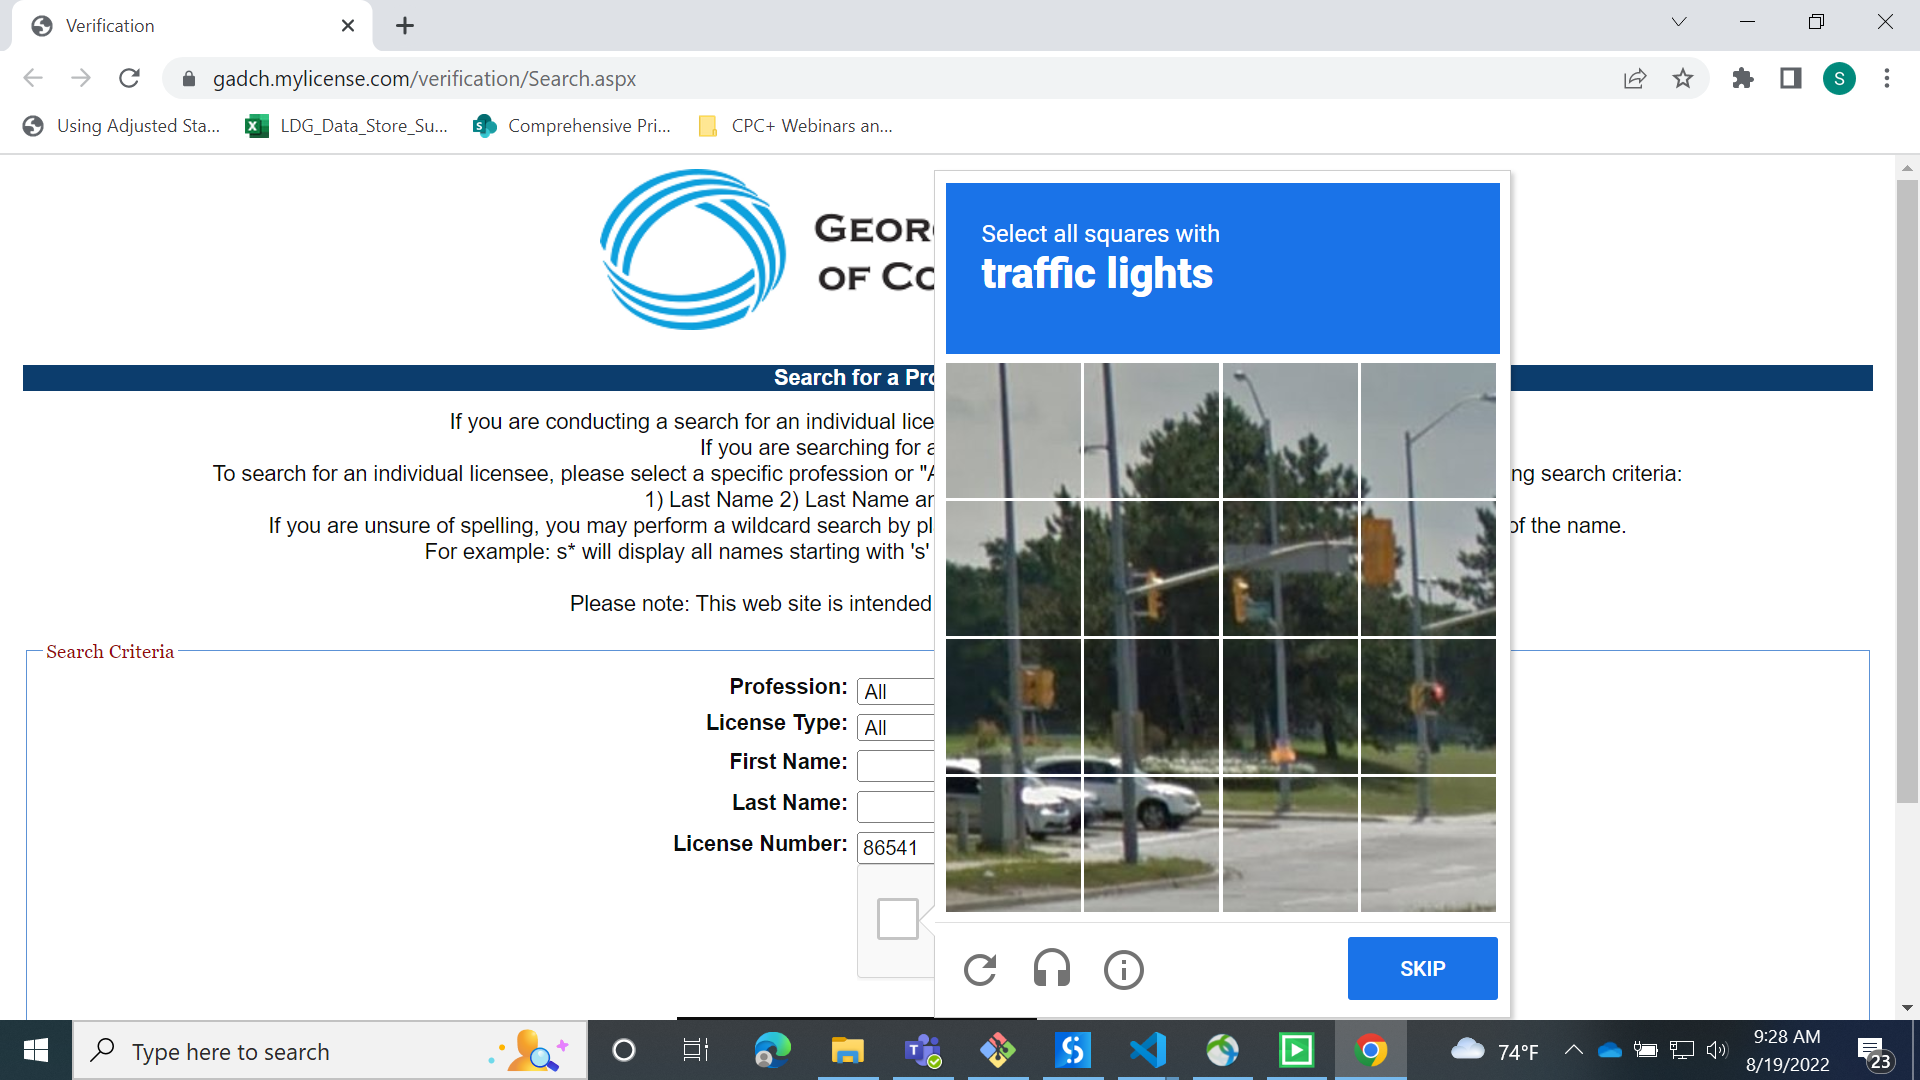 Verification
gadch.mylicense.com/verification/Search.aspx
S
Using Adjusted Sta...
LDG_Data_Store_Su...
Comprehensive Pri...
CPC+ Webinars an...
GEOR
OF CO
Select all squares with
traffic lights
Search for a Pro
If you are conducting a search for an individual lice
If you are searching for a
To search for an individual licensee, please select a specific profession or "A
ng search criteria:
1) Last Name 2) Last Name an
If you are unsure of spelling, you may perform a wildcard search by pl
of the name.
For example: s* will display all names starting with 's'
Please note: This web site is intended
Search Criteria
Profession: All
License Type: All
First Name:
Last Name:
License Number: 86541
SKIP
Type here to search
74°F
9:28 AM
8/19/2022
23